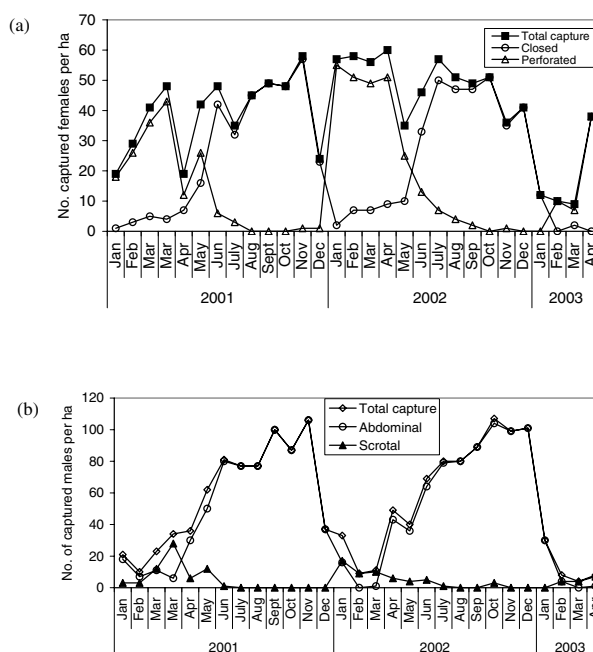 (a)
No. captured females per ha
70
60
50
40
30
20
10
0
Total capture
Closed
Perforated
Jan Feb Mar Mar Apr May Jun July Aug Sept Oct Nov Dec Jan Feb Mar Apr May Jun July Aug Sep Oct Nov Dec Jan Feb Mar Apr
2001 2002 2003
(b)
No. of captured males per ha
120
100
80
60
40
20
0
Total capture
Abdominal
Scrotal
Jan Feb Mar Mar Apr May Jun July Aug Sept Oct Nov Dec Jan Feb Mar Apr May Jun July Aug Sep Oct Nov Dec Jan Feb Mar Apr
2001 2002 2003